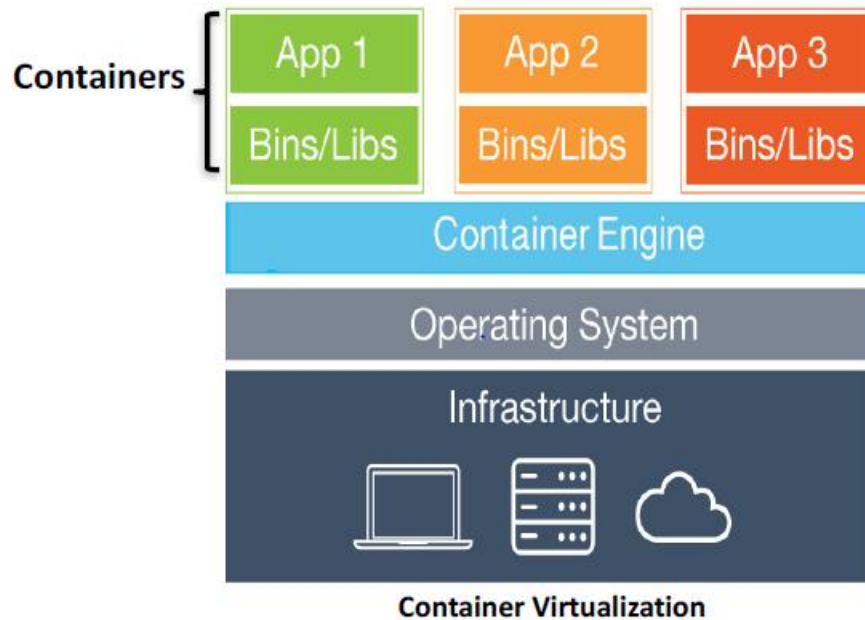 App 1
App 2
App 3
Containers
Bins/Libs
Bins/Libs
Bins/Libs
Container Engine
Operating System
Infrastructure
Container Virtualization